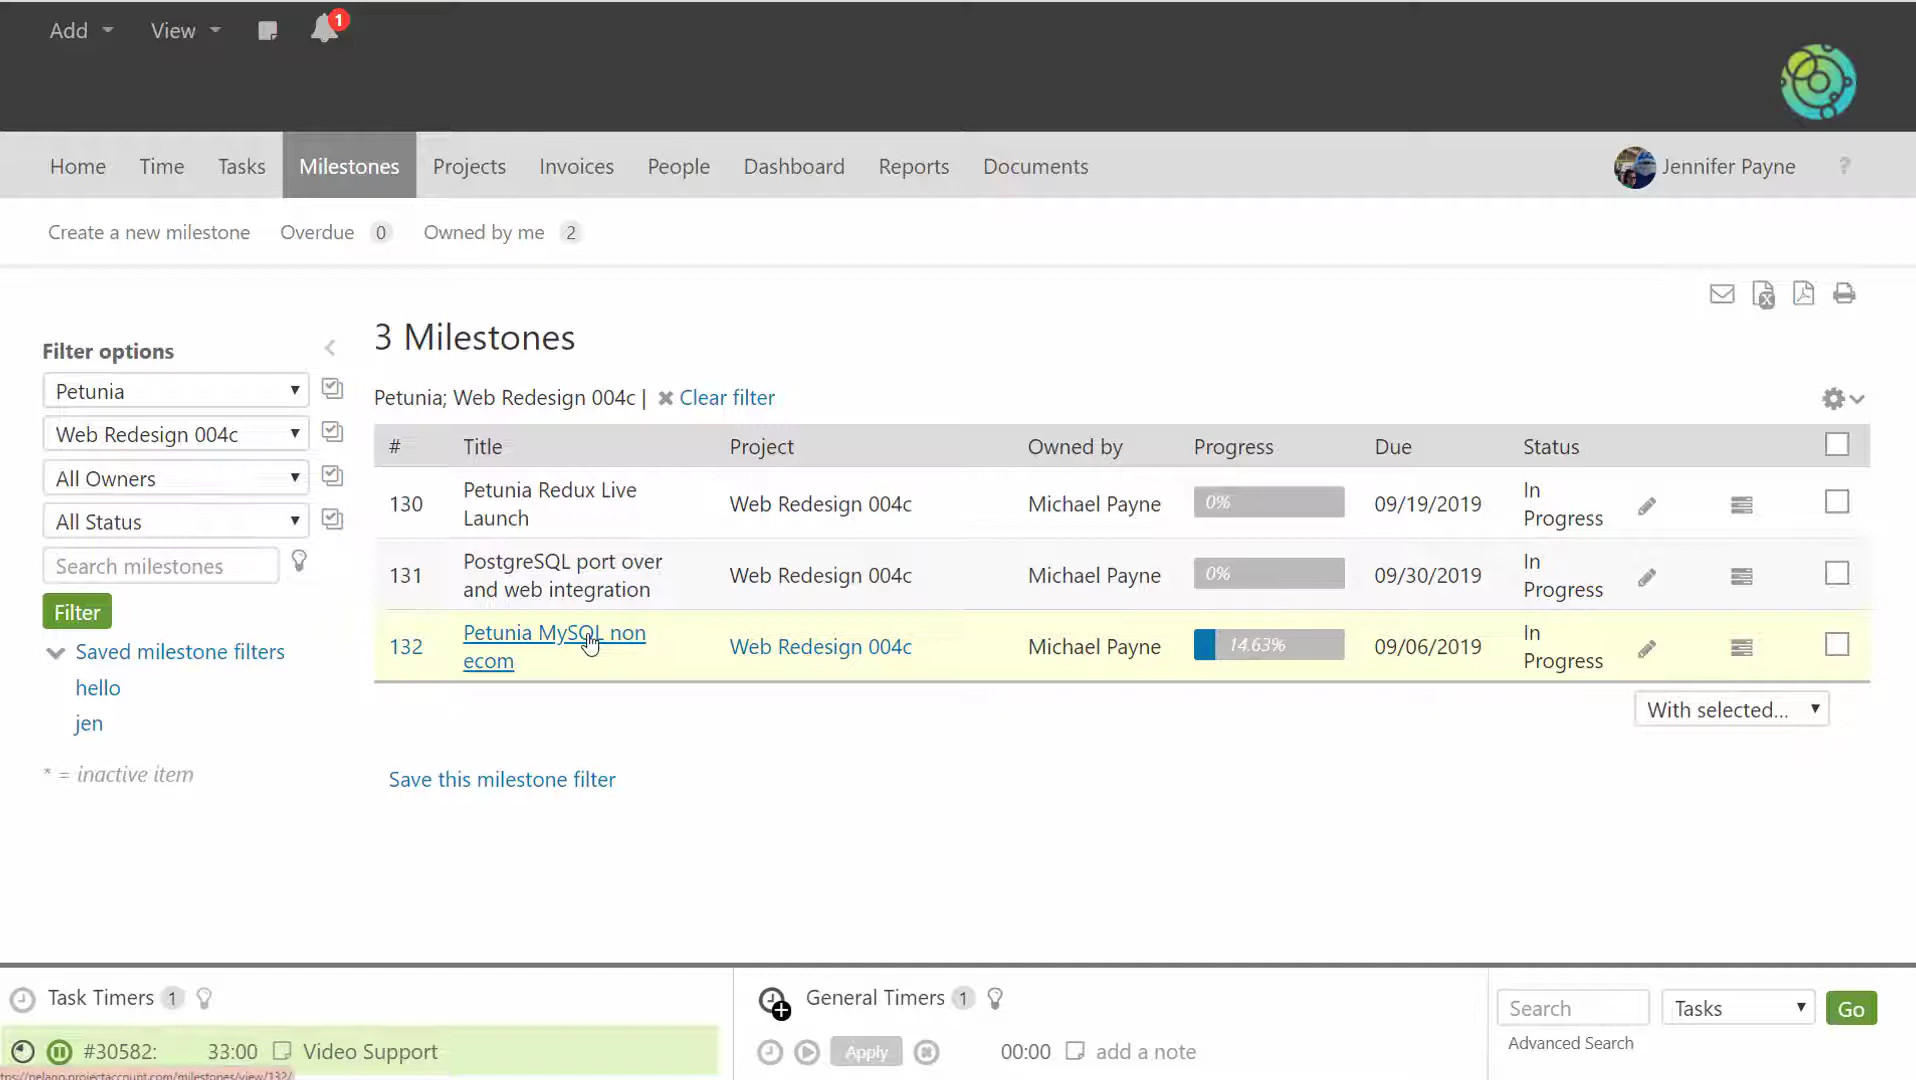 Add View 1
Home Time Tasks Milestones Projects Invoices People Dashboard Reports Documents Jennifer Payne ?
Create a new milestone Overdue 0 Owned by me 2
Filter options
Petunia
Web Redesign 004c
All Owners
All Status
Search milestones
Filter
Saved milestone filters
hello
jen
* = inactive item
3 Milestones
Petunia; Web Redesign 004c | Clear filter
# Title Project Owned by Progress Due Status
130 Petunia Redux Live Launch Web Redesign 004c Michael Payne 0% 09/19/2019 In Progress
131 PostgreSQL port over and web integration Web Redesign 004c Michael Payne 0% 09/30/2019 In Progress
132 Petunia MySQL non ecom Web Redesign 004c Michael Payne 14.63% 09/06/2019 In Progress
With selected...
Save this milestone filter
Task Timers 1
#30582: 33:00 Video Support
General Timers 1
Apply 00:00 add a note
Search Tasks Go
Advanced Search